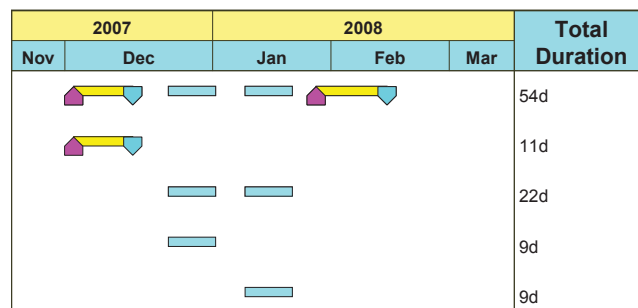 2007 2008 Total Duration
Nov Dec Jan Feb Mar
54d
11d
22d
9d
9d